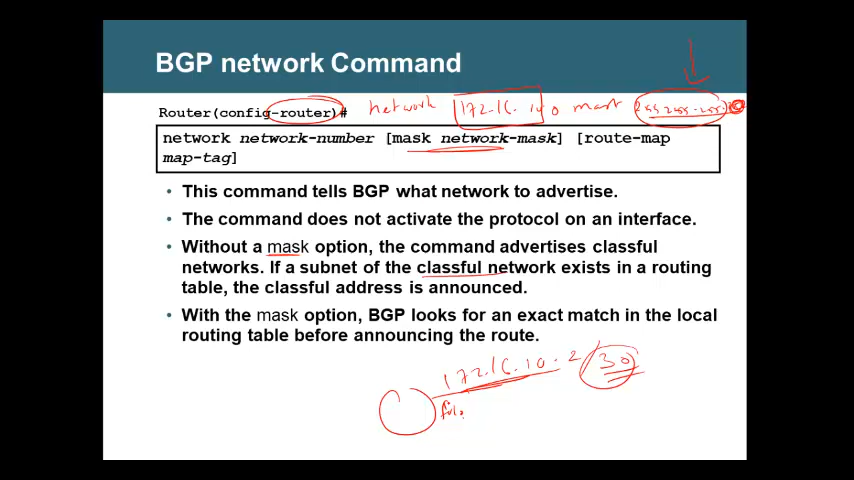 BGP network Command
Router(config-router)# network 172.16.10.0 mask 255.255.255.
network network-number [mask network-mask] [route-map
map-tag]
• This command tells BGP what network to advertise.
• The command does not activate the protocol on an interface.
• Without a mask option, the command advertises classful
networks. If a subnet of the classful network exists in a routing
table, the classful address is announced.
• With the mask option, BGP looks for an exact match in the local
routing table before announcing the route.
172.16.10.2/30